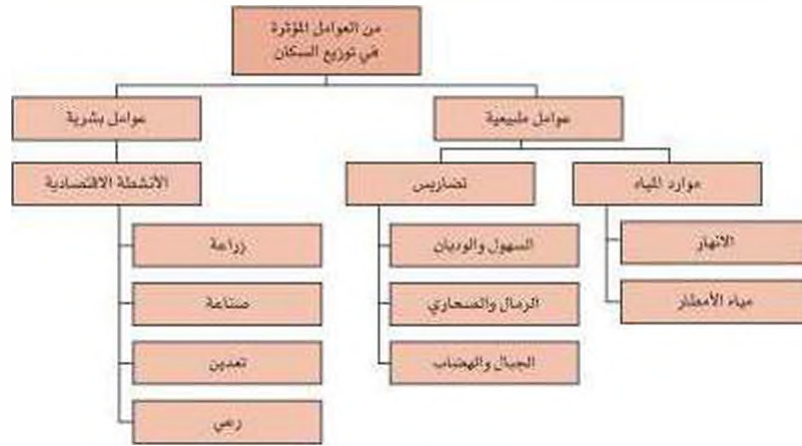 من العوامل المؤثرة
في توزيع السكان
عوامل طبيعية
عوامل بشرية
موارد المياه
تضاريس
الأنشطة الاقتصادية
الانهار
السهول والوديان
زراعة
مياه الأمطار
الرمال والصحاري
صناعة
الجبال والهضاب
تعدين
رعي